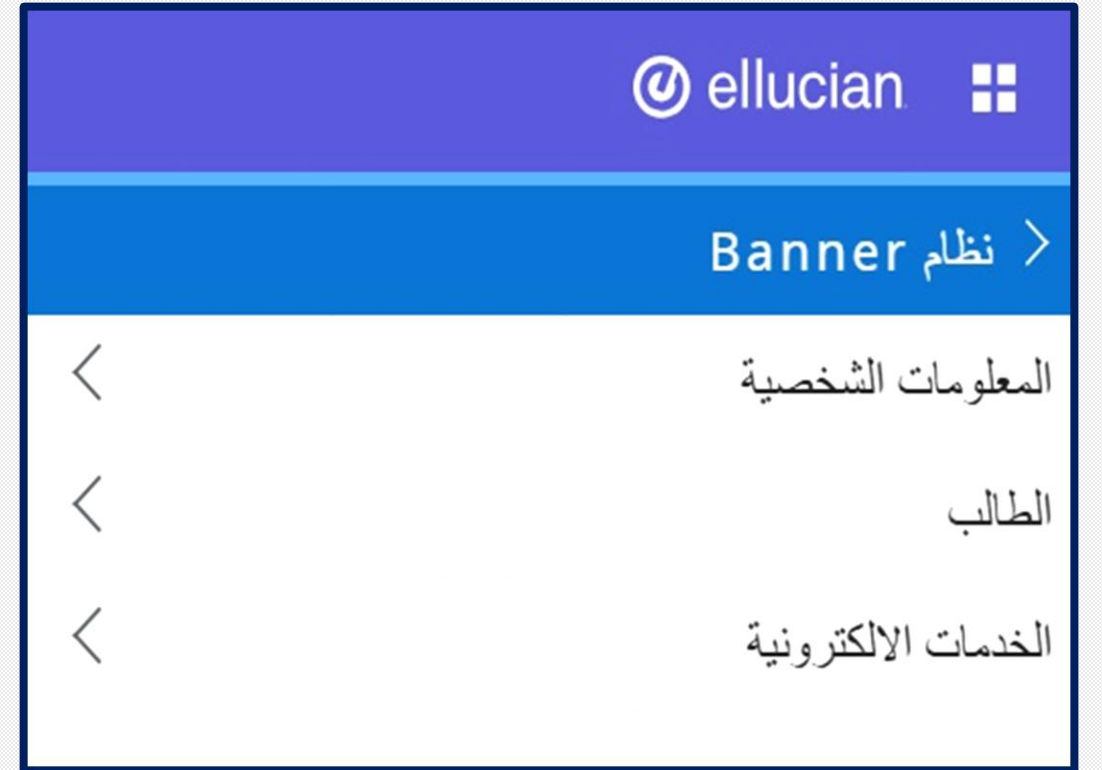 ellucian
نظام Banner
المعلومات الشخصية
الطالب
الخدمات الالكترونية